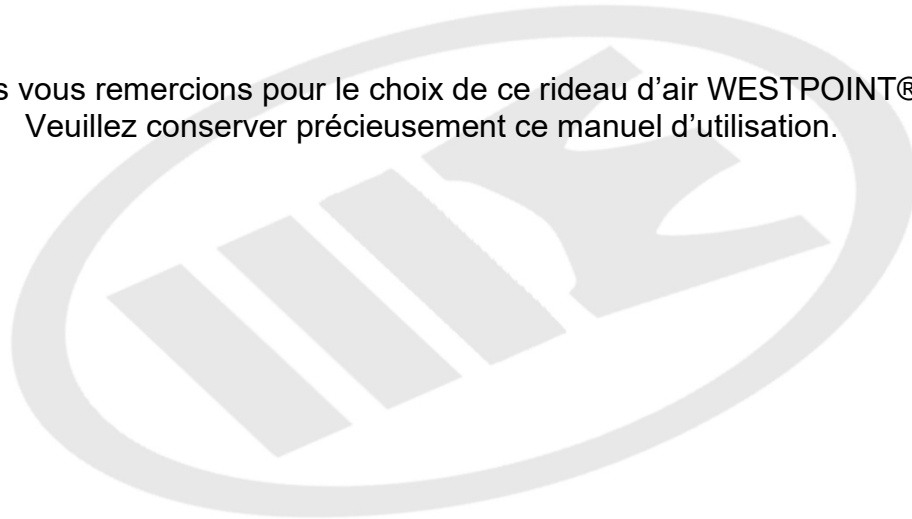 s vous remercions pour le choix de ce rideau d’air WESTPOINT®
Veuillez conserver précieusement ce manuel d’utilisation.